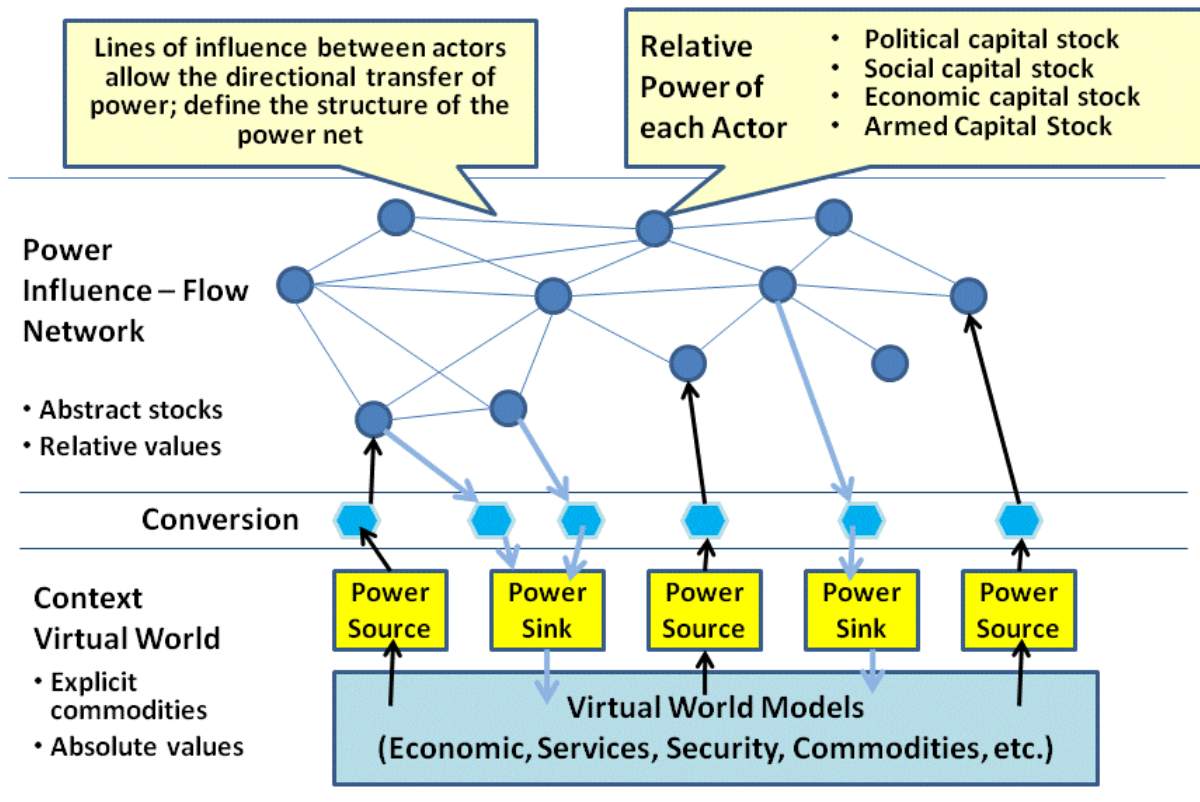 Lines of influence between actors
allow the directional transfer of
power; define the structure of the
power net
Relative
Power of
each Actor
• Political capital stock
• Social capital stock
• Economic capital stock
• Armed Capital Stock
Power
Influence – Flow
Network
• Abstract stocks
• Relative values
Conversion
Context
Virtual World
• Explicit
commodities
• Absolute values
Power
Source
Power
Sink
Power
Source
Power
Sink
Power
Source
Virtual World Models
(Economic, Services, Security, Commodities, etc.)